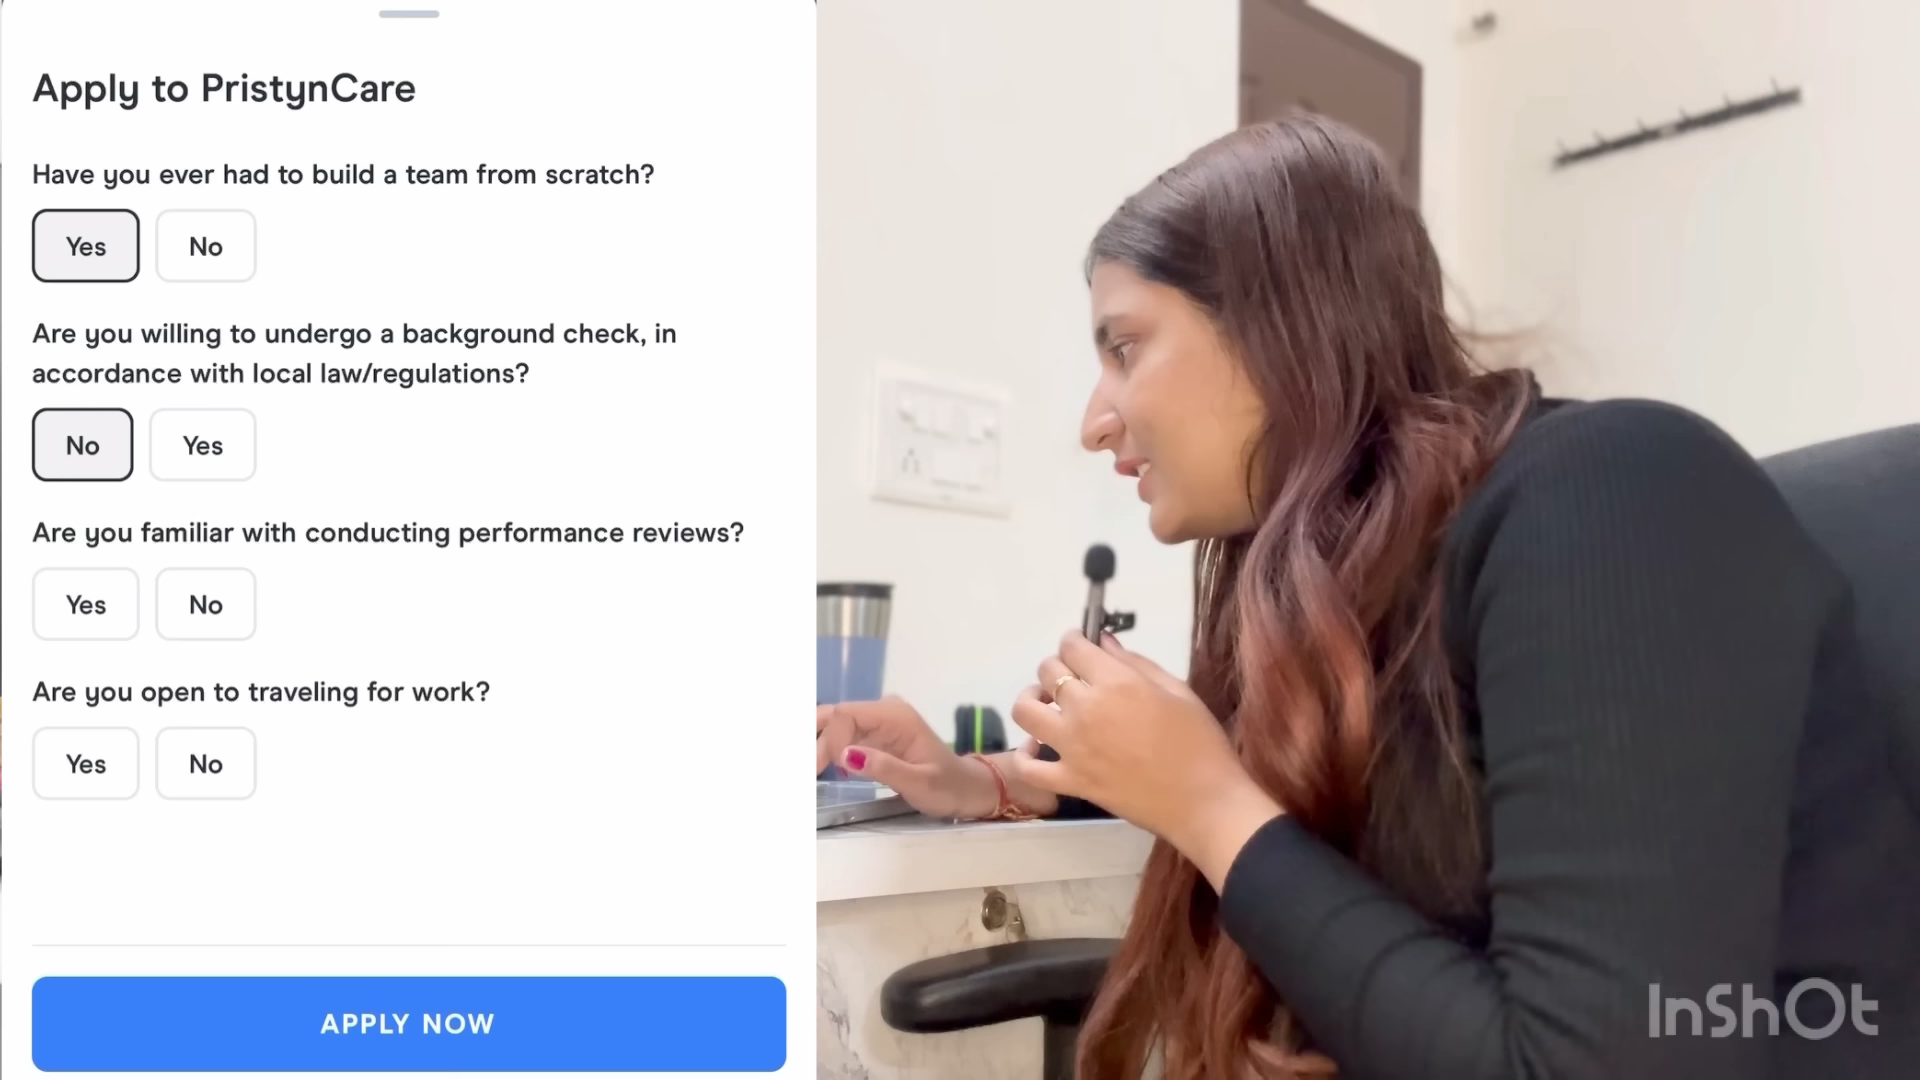 Apply to PristynCare
Have you ever had to build a team from scratch?
Yes No
Are you willing to undergo a background check, in
accordance with local law/regulations?
No Yes
Are you familiar with conducting performance reviews?
Yes No
Are you open to traveling for work?
Yes No
APPLY NOW
InShOt